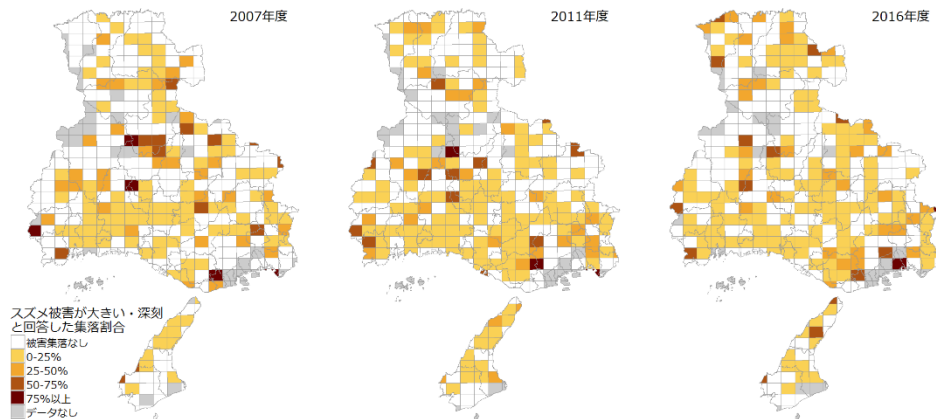 2007年度
2011年度
2016年度
スズメ被害が大きい・深刻
と回答した集落割合
被害集落なし
0-25%
25-50%
50-75%
75%以上
データなし